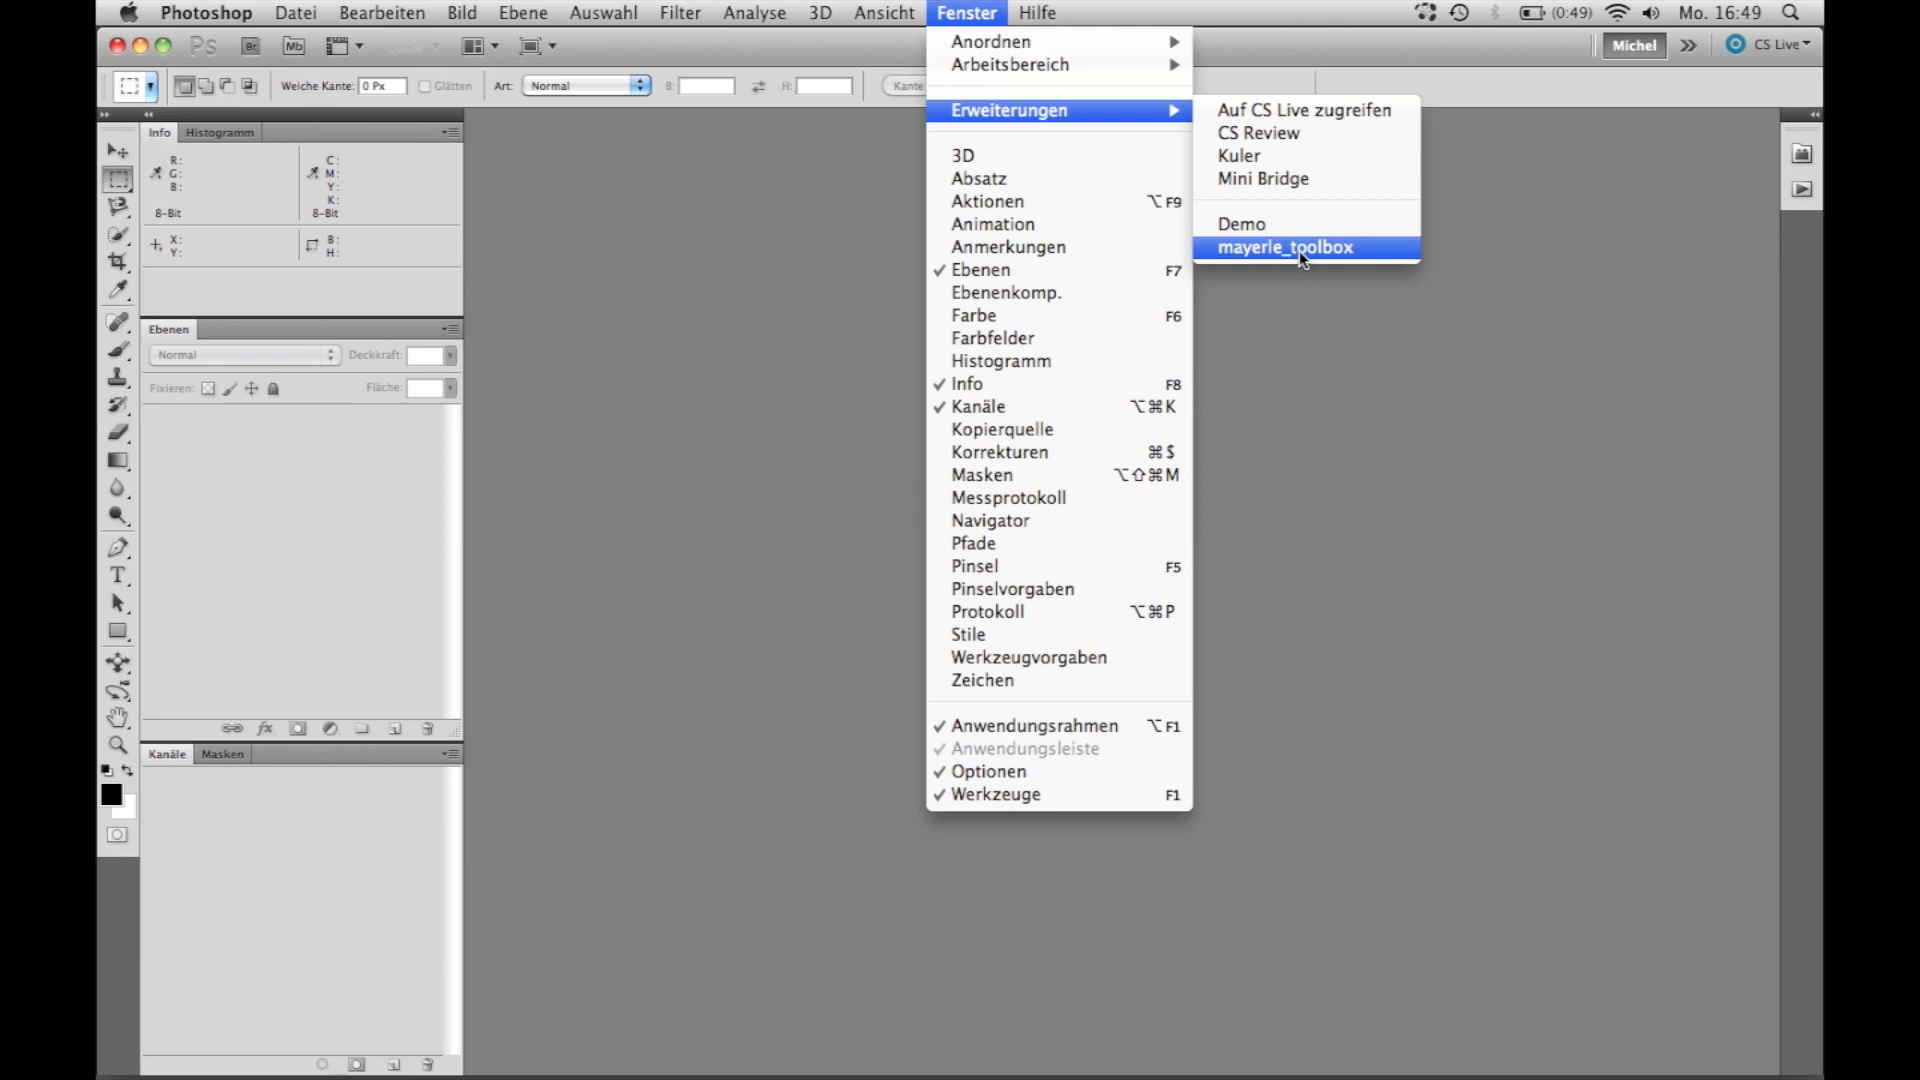 Photoshop Datei Bearbeiten Bild Ebene Auswahl Filter Analyse 3D Ansicht Fenster Hilfe (0:49) Mo. 16:49
Ps Br Mb Michel CS Live
Weiche Kante: 0 Px Glätten Art: Normal B: H: Kante
Anordnen
Arbeitsbereich
Erweiterungen
3D
Absatz
Aktionen ⌥F9
Animation
Anmerkungen
Ebenen F7
Ebenenkomp.
Farbe F6
Farbfelder
Histogramm
Info F8
Kanäle ⌥⌘K
Kopierquelle
Korrekturen ⌘$
Masken ⌥⇧⌘M
Messprotokoll
Navigator
Pfade
Pinsel F5
Pinselvorgaben
Protokoll ⌥⌘P
Stile
Werkzeugvorgaben
Zeichen
Anwendungsrahmen ⌥F1
Anwendungsleiste
Optionen
Werkzeuge F1
Auf CS Live zugreifen
CS Review
Kuler
Mini Bridge
Demo
mayerle_toolbox
Info Histogramm
R: C:
G: M:
B: Y:
K:
8-Bit 8-Bit
X: B:
Y: H:
Ebenen
Normal Deckkraft:
Fixieren: Fläche:
fx
Kanäle Masken